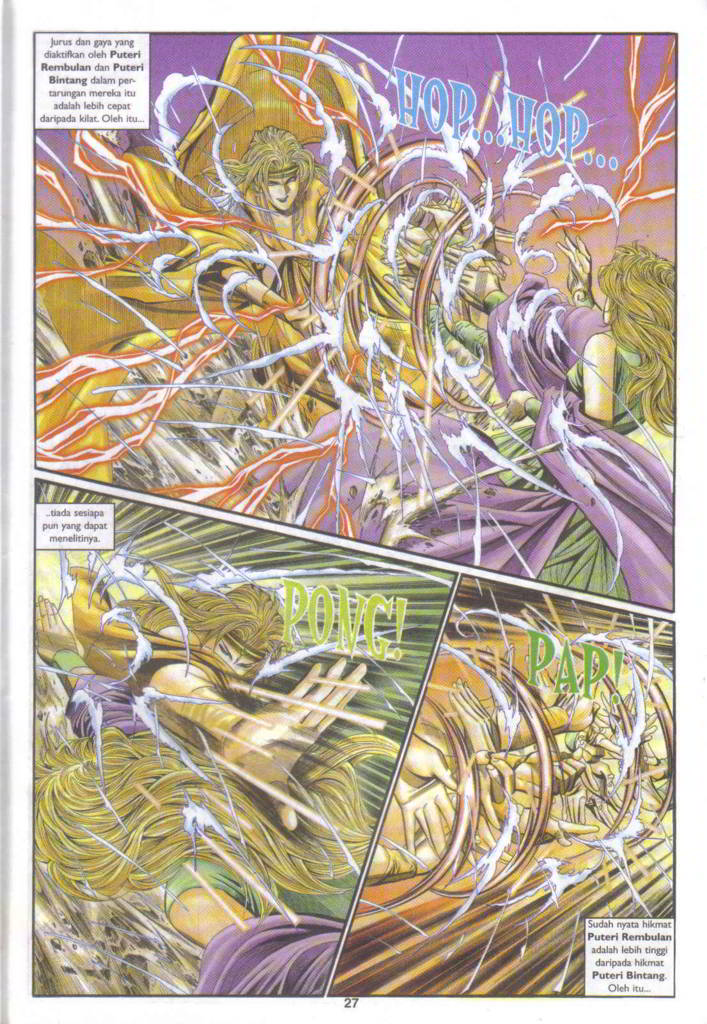 Jurus dan gaya yang
diaktifkan oleh Puteri
Rembulan dan Puteri
Bintang dalam per-
tarungan mereka itu
adalah lebih cepat
daripada kilat. Oleh itu...
HOP...HOP...
..tiada sesiapa
pun yang dapat
menelitinya.
PONG!
PAP!
Sudah nyata hikmat
Puteri Rembulan
adalah lebih tinggi
daripada hikmat
Puteri Bintang.
Oleh itu...
27